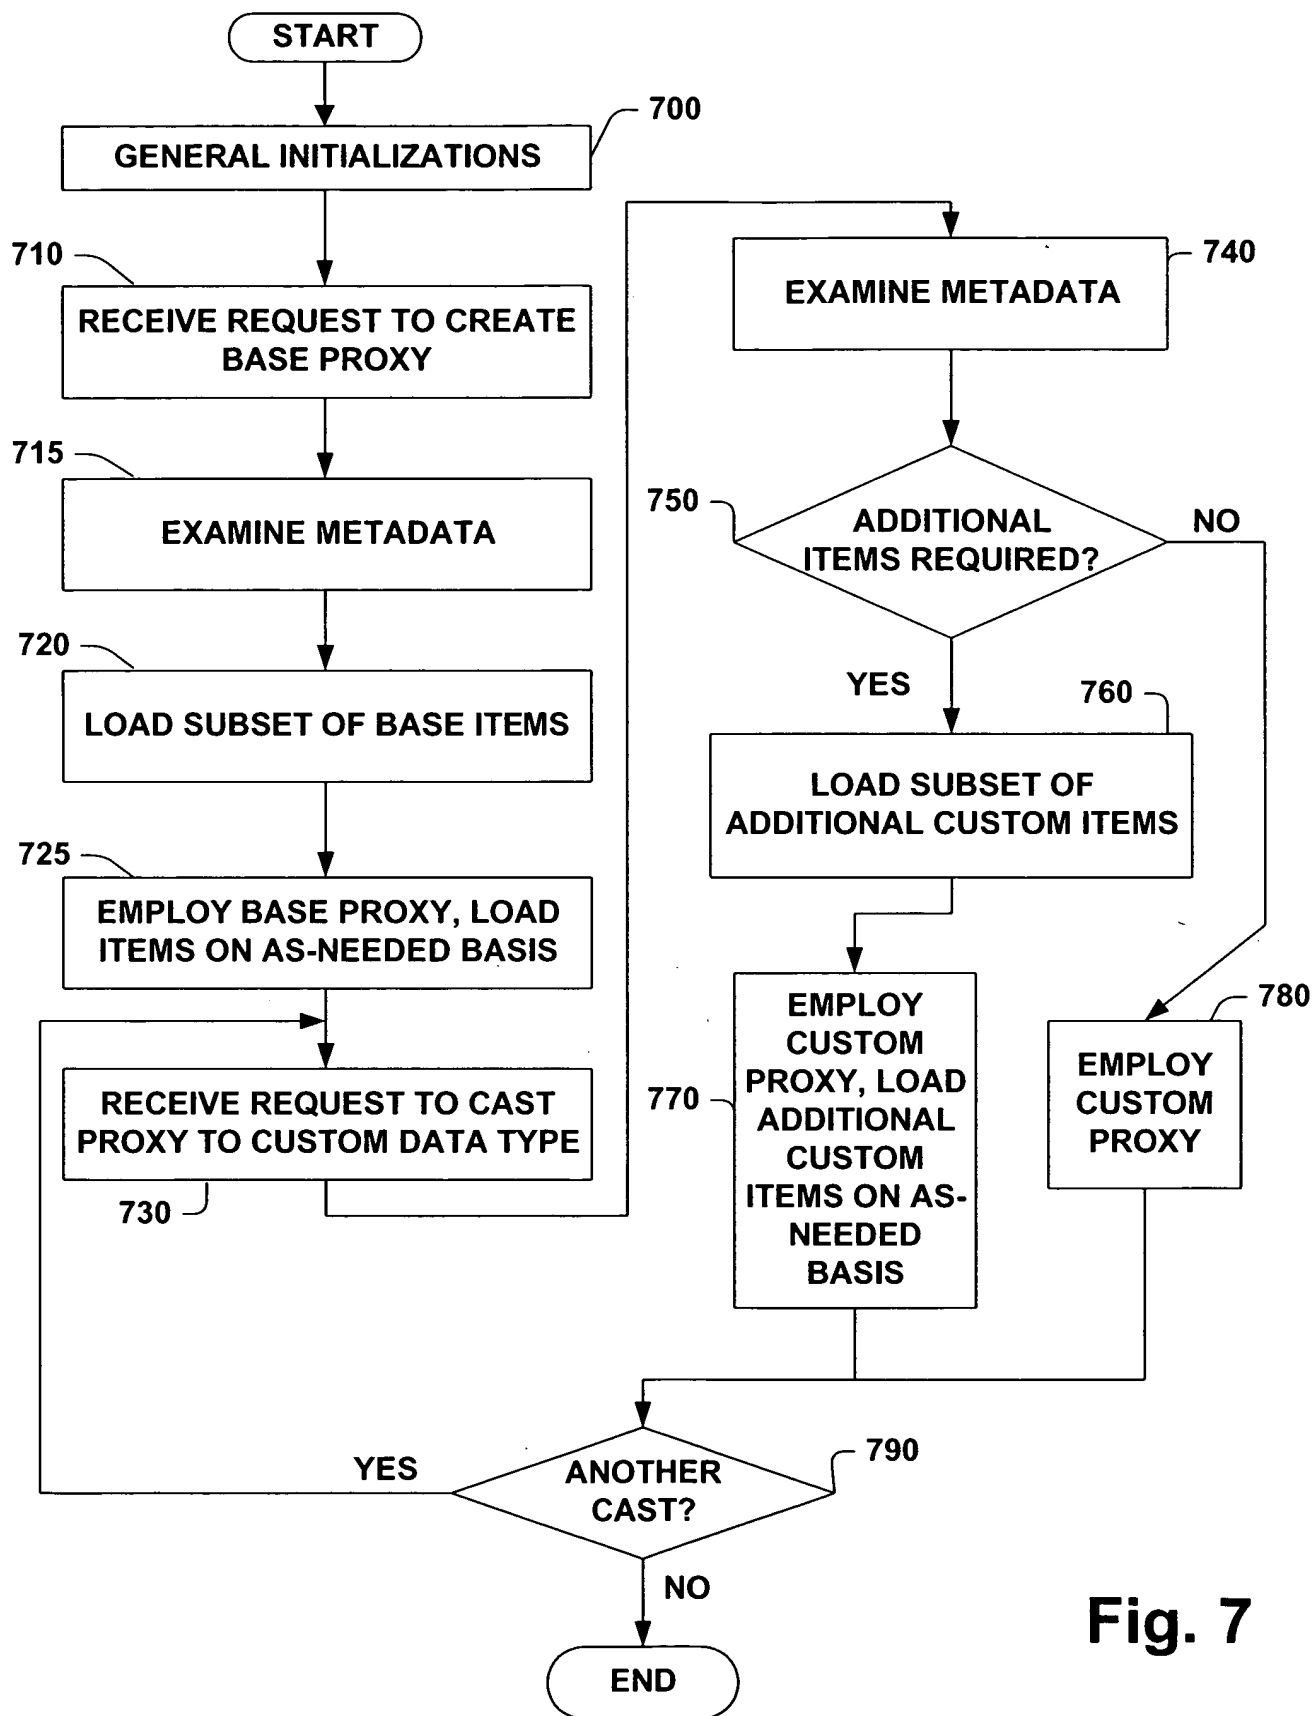 START
700
GENERAL INITIALIZATIONS
710
RECEIVE REQUEST TO CREATE
BASE PROXY
715
EXAMINE METADATA
720
LOAD SUBSET OF BASE ITEMS
725
EMPLOY BASE PROXY, LOAD
ITEMS ON AS-NEEDED BASIS
RECEIVE REQUEST TO CAST
PROXY TO CUSTOM DATA TYPE
730
740
EXAMINE METADATA
750
ADDITIONAL
ITEMS REQUIRED?
NO
YES
760
LOAD SUBSET OF
ADDITIONAL CUSTOM ITEMS
770
EMPLOY
CUSTOM
PROXY, LOAD
ADDITIONAL
CUSTOM
ITEMS ON AS-
NEEDED
BASIS
780
EMPLOY
CUSTOM
PROXY
790
ANOTHER
CAST?
YES
NO
END
Fig. 7